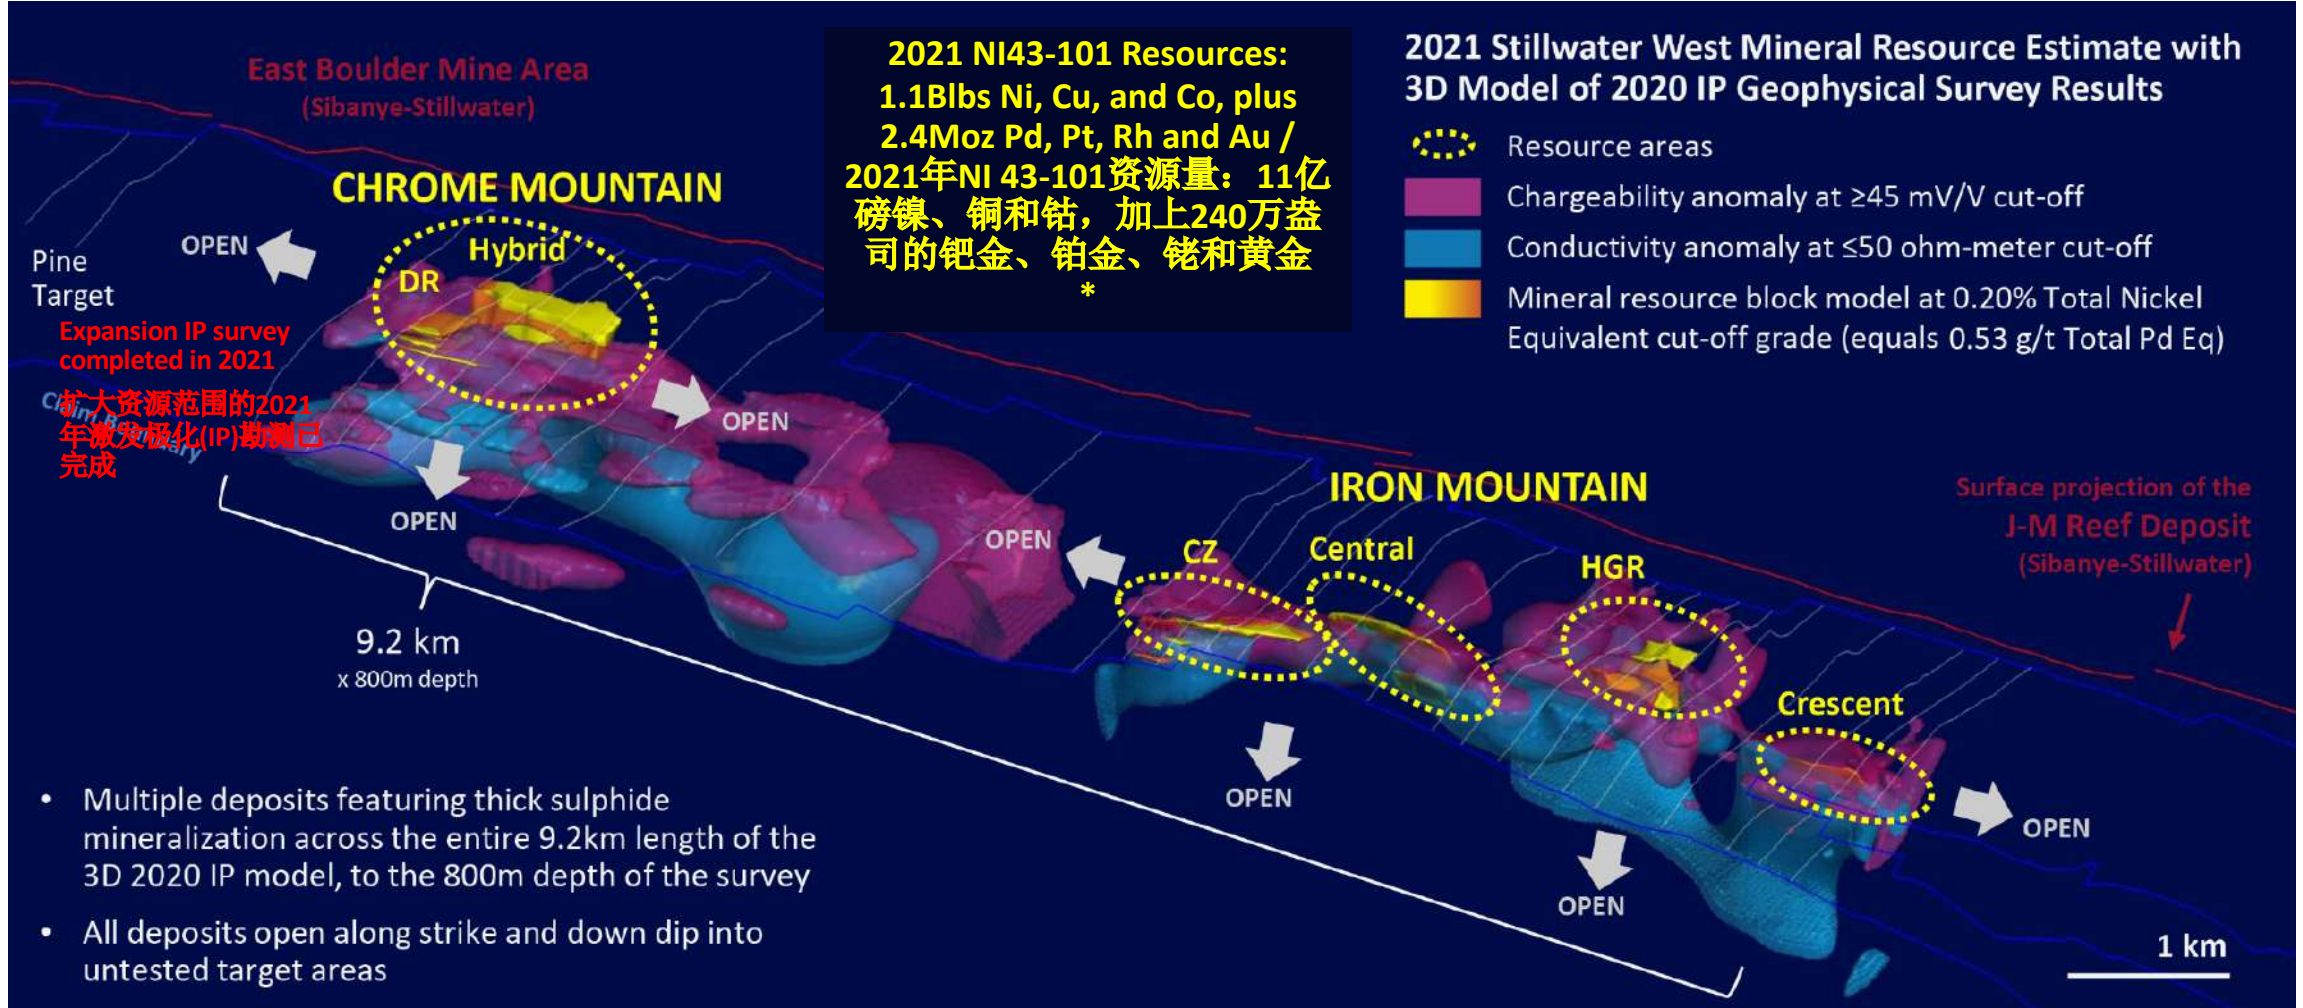 East Boulder Mine Area
(Sibanye-Stillwater)
2021 NI43-101 Resources:
1.1Blbs Ni, Cu, and Co, plus
2.4Moz Pd, Pt, Rh and Au /
2021年NI 43-101资源量：11亿
磅镍、铜和钴，加上240万盎
司的钯金、铂金、铑和黄金
*
2021 Stillwater West Mineral Resource Estimate with
3D Model of 2020 IP Geophysical Survey Results
Resource areas
Chargeability anomaly at ≥45 mV/V cut-off
Conductivity anomaly at ≤50 ohm-meter cut-off
Mineral resource block model at 0.20% Total Nickel
Equivalent cut-off grade (equals 0.53 g/t Total Pd Eq)
CHROME MOUNTAIN
OPEN
Hybrid
DR
Pine
Target
Expansion IP survey
completed in 2021
扩大资源范围的2021
年激发极化(IP)勘测已
完成
Claim Boundary
OPEN
OPEN
OPEN
IRON MOUNTAIN
CZ
Central
HGR
Crescent
Surface projection of the
J-M Reef Deposit
(Sibanye-Stillwater)
9.2 km
x 800m depth
OPEN
OPEN
OPEN
• Multiple deposits featuring thick sulphide
mineralization across the entire 9.2km length of the
3D 2020 IP model, to the 800m depth of the survey
• All deposits open along strike and down dip into
untested target areas
1 km